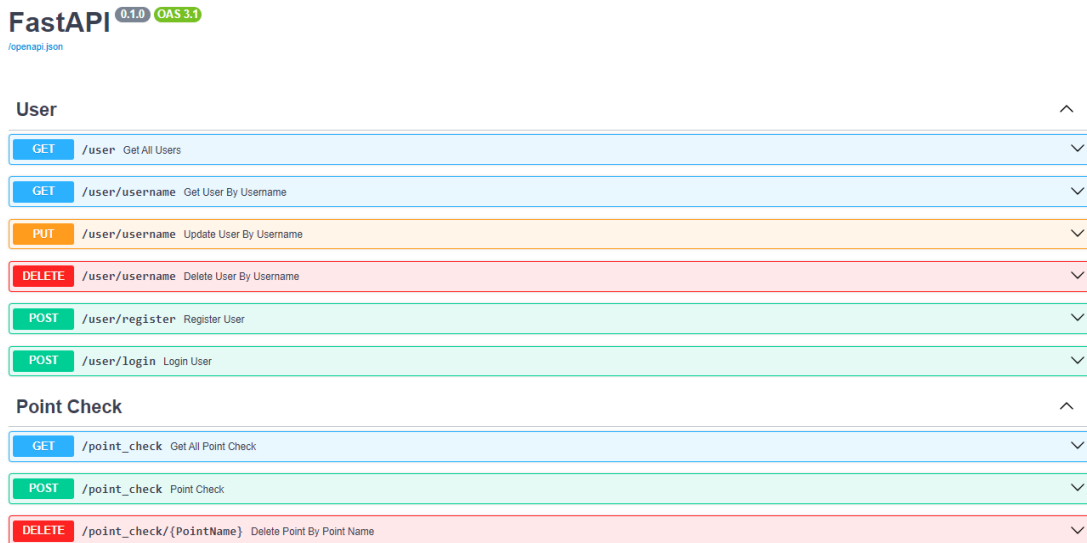 FastAPI 0.1.0 OAS 3.1
/openapi.json
User
GET /user Get All Users
GET /user/username Get User By Username
PUT /user/username Update User By Username
DELETE /user/username Delete User By Username
POST /user/register Register User
POST /user/login Login User
Point Check
GET /point_check Get All Point Check
POST /point_check Point Check
DELETE /point_check/{PointName} Delete Point By Point Name